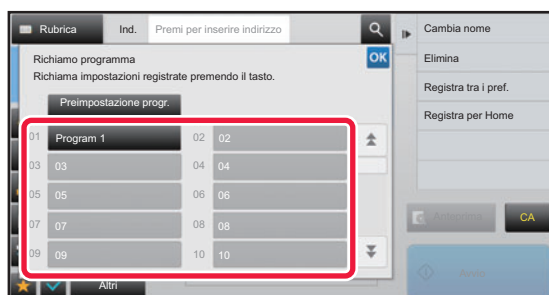 Rubrica
Ind.
Premi per inserire indirizzo
Cambia nome
Richiamo programma
OK
Elimina
Richiama impostazioni registrate premendo il tasto.
Registra tra i pref.
Preimpostazione progr.
Registra per Home
01 Program 1
02 02
03 03
04 04
05 05
06 06
07 07
08 08
Anteprima
CA
09 09
10 10
Avvio
Altri